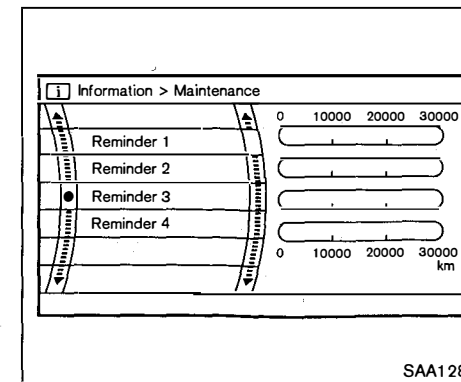 i Information > Maintenance
0 10000 20000 30000
Reminder 1
Reminder 2
Reminder 3
Reminder 4
0 10000 20000 30000
km
SAA128